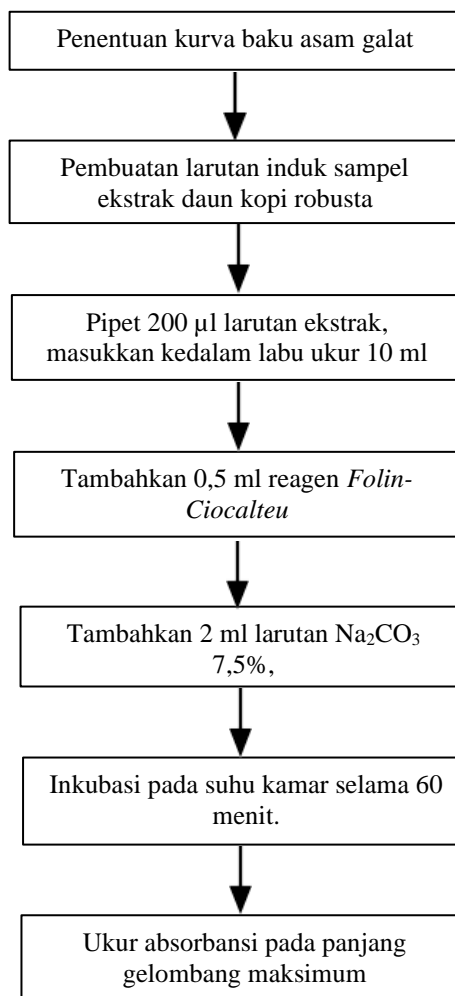 Penentuan kurva baku asam galat
Pembuatan larutan induk sampel
ekstrak daun kopi robusta
Pipet 200 µl larutan ekstrak,
masukkan kedalam labu ukur 10 ml
Tambahkan 0,5 ml reagen Folin-
Ciocalteu
Tambahkan 2 ml larutan Na₂CO₃
7,5%,
Inkubasi pada suhu kamar selama 60
menit.
Ukur absorbansi pada panjang
gelombang maksimum